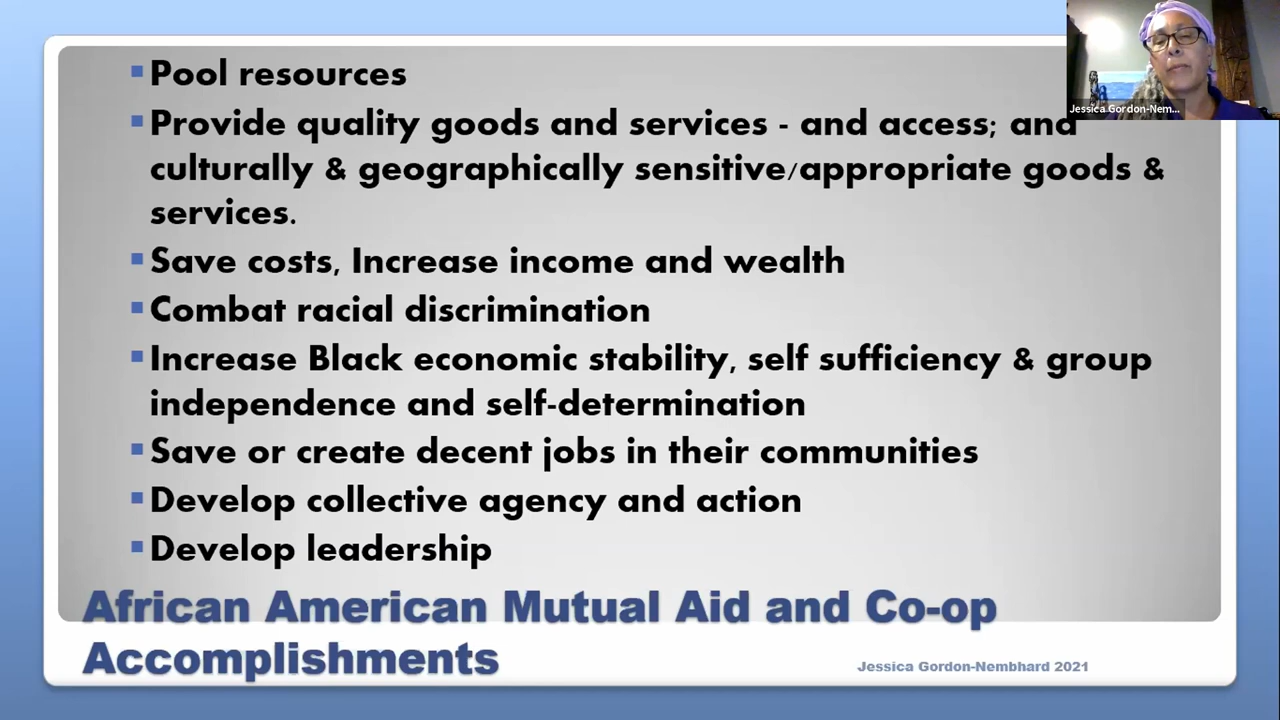 Pool resources
Provide quality goods and services - and access; and
culturally & geographically sensitive/appropriate goods &
services.
Save costs, Increase income and wealth
Combat racial discrimination
Increase Black economic stability, self sufficiency & group
independence and self-determination
Save or create decent jobs in their communities
Develop collective agency and action
Develop leadership
African American Mutual Aid and Co-op
Accomplishments
Jessica Gordon-Nembhard 2021
Jessica Gordon-Nem...